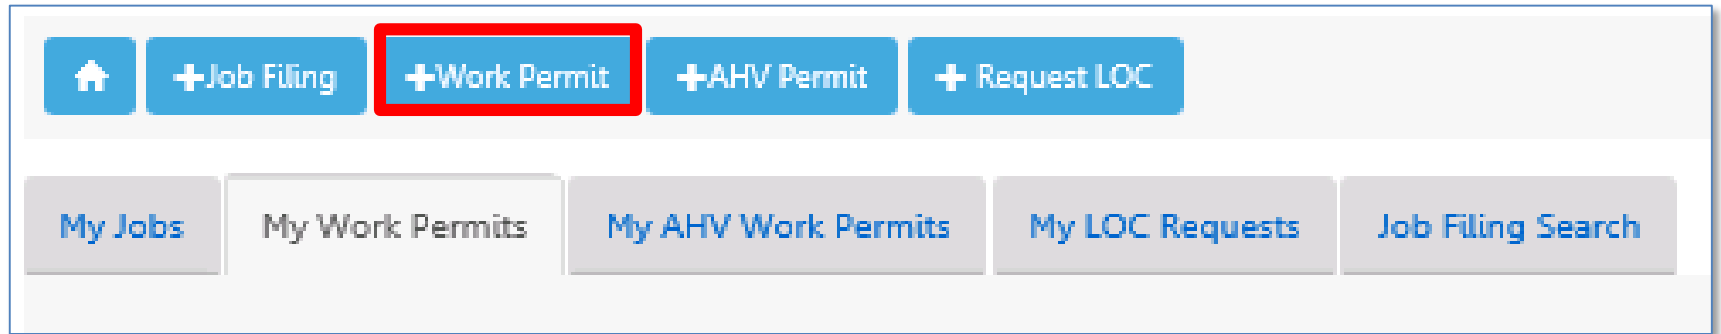 +Job Filing +Work Permit +AHV Permit + Request LOC
My Jobs My Work Permits My AHV Work Permits My LOC Requests Job Filing Search